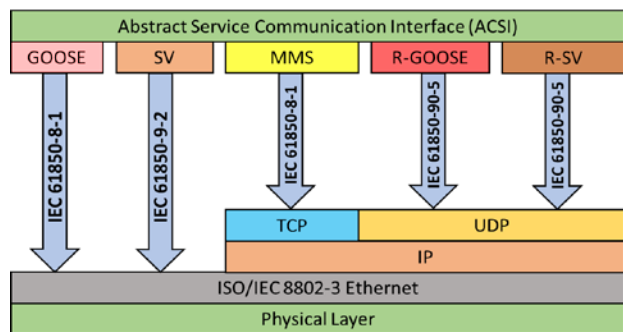 Abstract Service Communication Interface (ACSI)
GOOSE
SV
MMS
R-GOOSE
R-SV
IEC 61850-8-1
IEC 61850-9-2
IEC 61850-8-1
IEC 61850-90-5
IEC 61850-90-5
TCP
UDP
IP
ISO/IEC 8802-3 Ethernet
Physical Layer